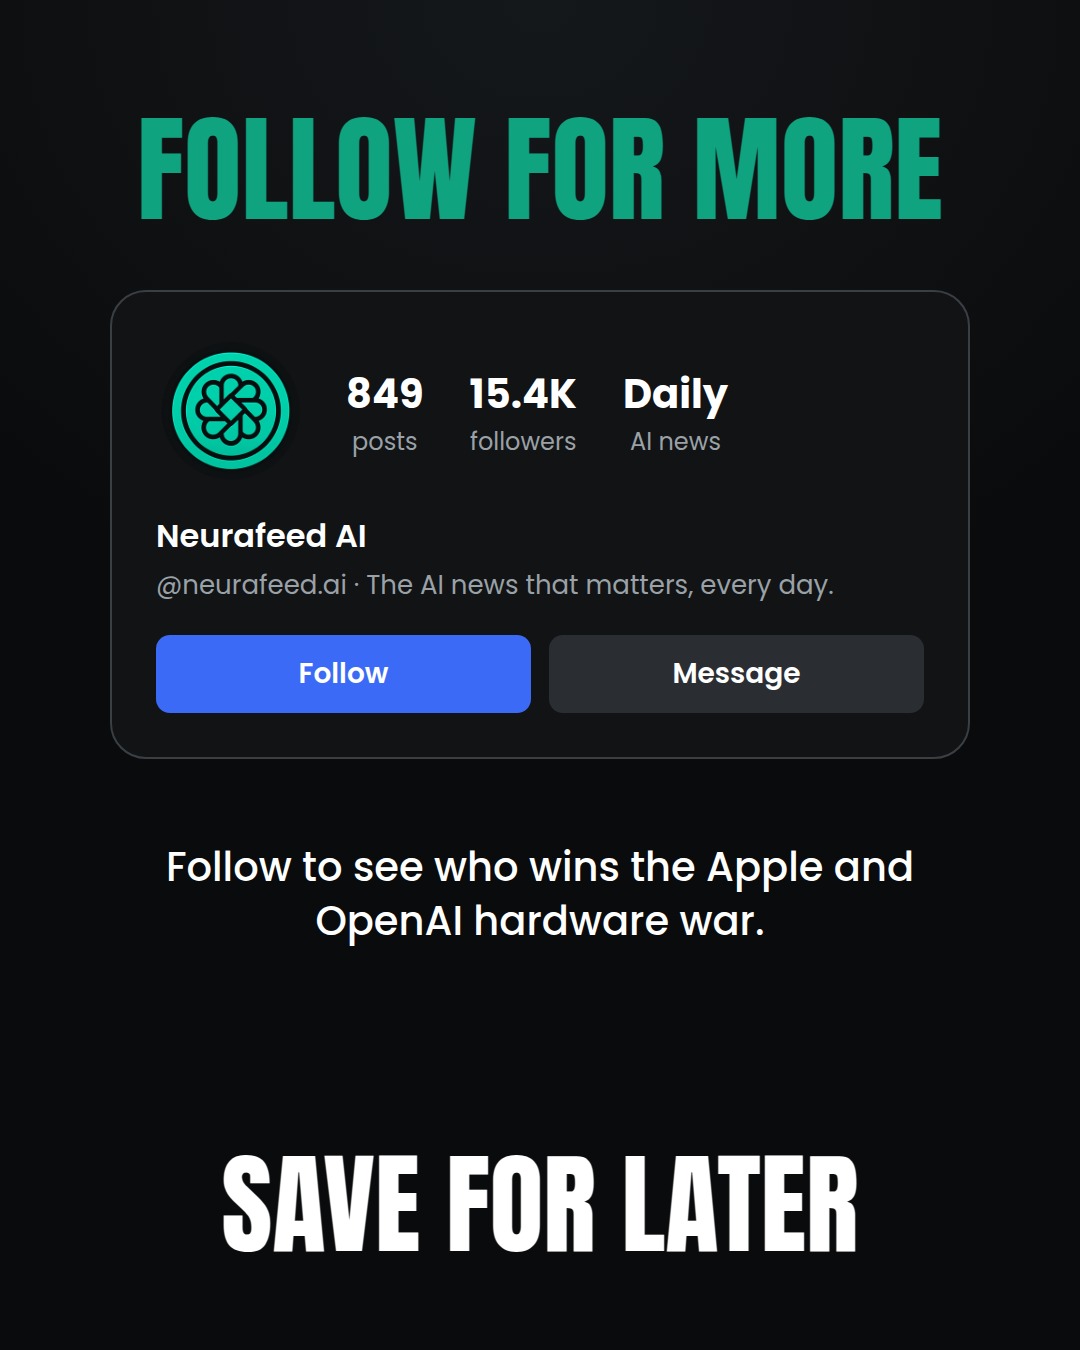 FOLLOW FOR MORE
849 15.4K Daily
posts followers AI news
Neurafeed AI
@neurafeed.ai · The AI news that matters, every day.
Follow Message
Follow to see who wins the Apple and
OpenAI hardware war.
SAVE FOR LATER